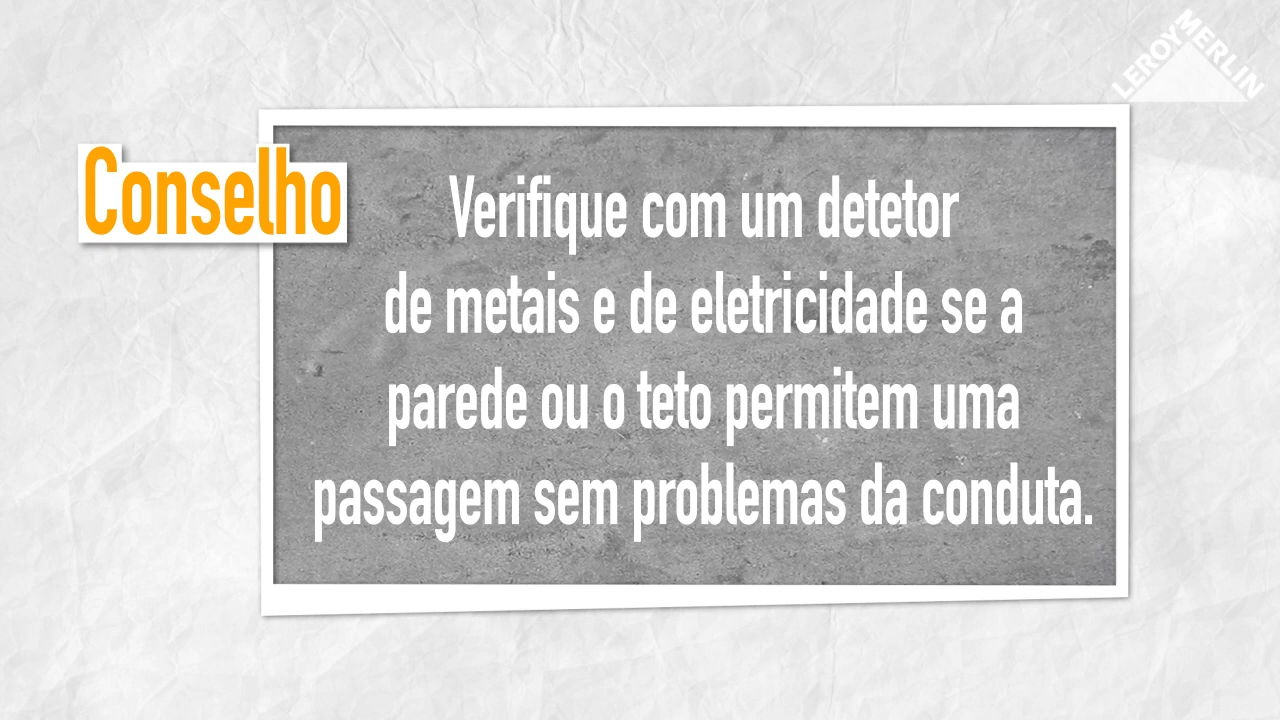 LEROY MERLIN
Conselho
Verifique com um detetor
de metais e de eletricidade se a
parede ou o teto permitem uma
passagem sem problemas da conduta.